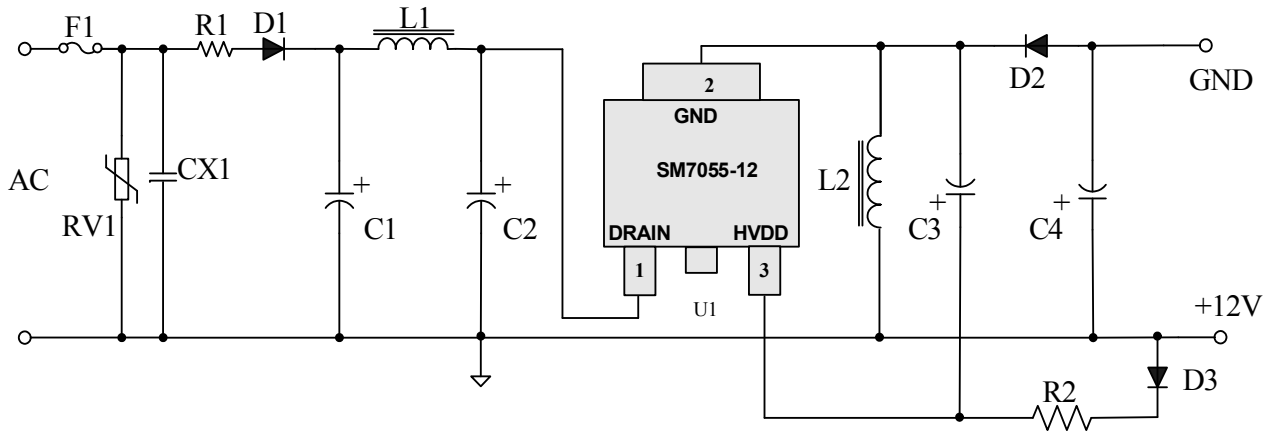 F1
R1
D1
L1
2
GND
SM7055-12
DRAIN
HVDD
1
3
U1
AC
RV1
CX1
+
C1
+
C2
L2
+
C3
D2
+
C4
GND
+12V
D3
R2